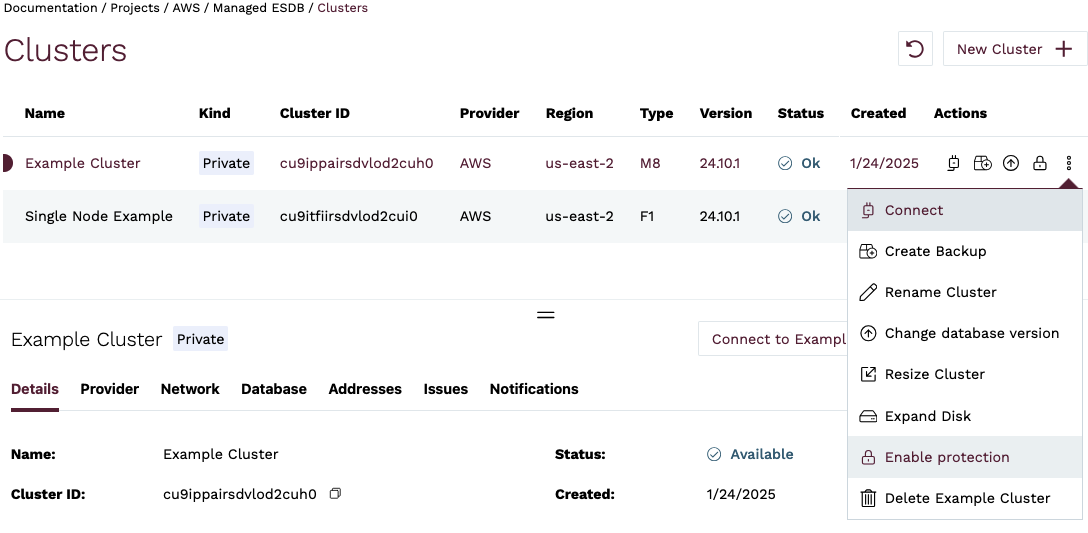 Documentation / Projects / AWS / Managed ESDB / Clusters
Clusters
New Cluster
Name Kind Cluster ID Provider Region Type Version Status Created Actions
Example Cluster Private cu9ippairsdvlod2cuh0 AWS us-east-2 M8 24.10.1 Ok 1/24/2025
Single Node Example Private cu9itfiirsdvlod2cui0 AWS us-east-2 F1 24.10.1 Ok
Connect
Create Backup
Rename Cluster
Change database version
Resize Cluster
Expand Disk
Enable protection
Delete Example Cluster
Example Cluster Private
Connect to Exampl
Details Provider Network Database Addresses Issues Notifications
Name: Example Cluster Status: Available
Cluster ID: cu9ippairsdvlod2cuh0 Created: 1/24/2025